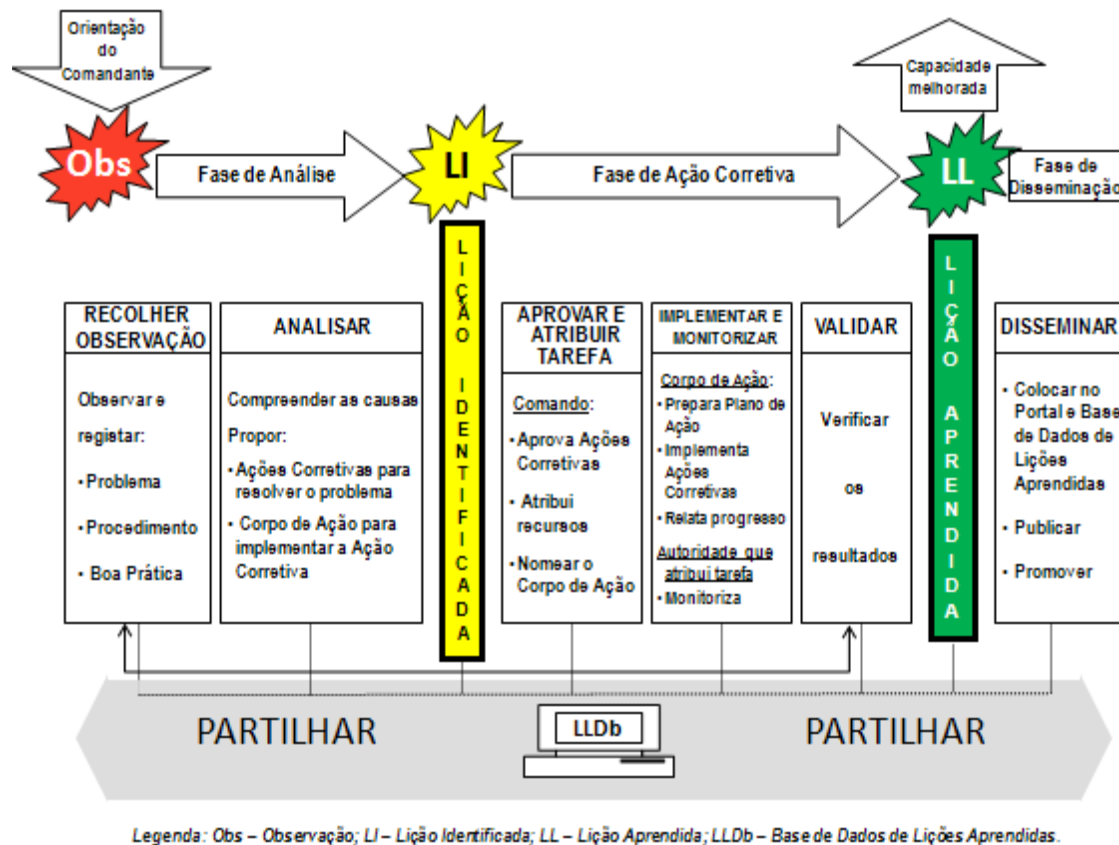 Orientação
do
Comandante
Capacidade
melhorada
Obs
Fase de Análise
LI
Fase de Ação Corretiva
LL
Fase de
Disseminação
RECOLHER
OBSERVAÇÃO
Observar e
registar:
• Problema
• Procedimento
• Boa Prática
ANALISAR
Compreender as causas
Propor:
• Ações Corretivas para
resolver o problema
• Corpo de Ação para
implementar a Ação
Corretiva
LIÇÃO IDENTIFICADA
APROVAR E
ATRIBUIR
TAREFA
Comando:
• Aprova Ações
Corretivas
• Atribui
recursos
• Nomear o
Corpo de Ação
IMPLEMENTAR E
MONITORIZAR
Corpo de Ação:
• Prepara Plano de
Ação
• Implementa
Ações
Corretivas
• Relata progresso
Autoridade que
atribui tarefa
• Monitoriza
VALIDAR
Verificar
os
resultados
LIÇÃO APRENDIDA
DISSEMINAR
• Colocar no
Portal e Base
de Dados de
Lições
Aprendidas
• Publicar
• Promover
PARTILHAR
LLDb
PARTILHAR
Legenda: Obs – Observação; LI – Lição Identificada; LL – Lição Aprendida; LLDb – Base de Dados de Lições Aprendidas.